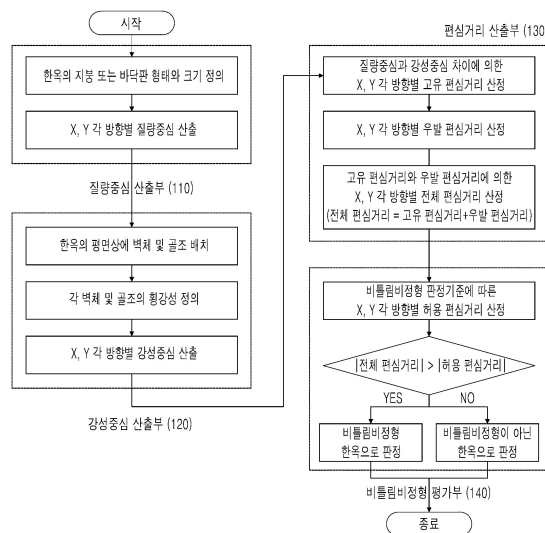 시작
한옥의 지붕 또는 바닥판 형태와 크기 정의
X, Y 각 방향별 질량중심 산출
질량중심 산출부 (110)
한옥의 평면상에 벽체 및 골조 배치
각 벽체 및 골조의 횡강성 정의
X, Y 각 방향별 강성중심 산출
강성중심 산출부 (120)
편심거리 산출부 (130)
질량중심과 강성중심 차이에 의한
X, Y 각 방향별 고유 편심거리 산정
X, Y 각 방향별 우발 편심거리 산정
고유 편심거리와 우발 편심거리에 의한
X, Y 각 방향별 전체 편심거리 산정
(전체 편심거리 = 고유 편심거리+우발 편심거리)
비틀림비정형 판정기준에 따른
X, Y 각 방향별 허용 편심거리 산정
|전체 편심거리| > |허용 편심거리|
YES
NO
비틀림비정형
한옥으로 판정
비틀림비정형이 아닌
한옥으로 판정
비틀림비정형 평가부 (140)
종료